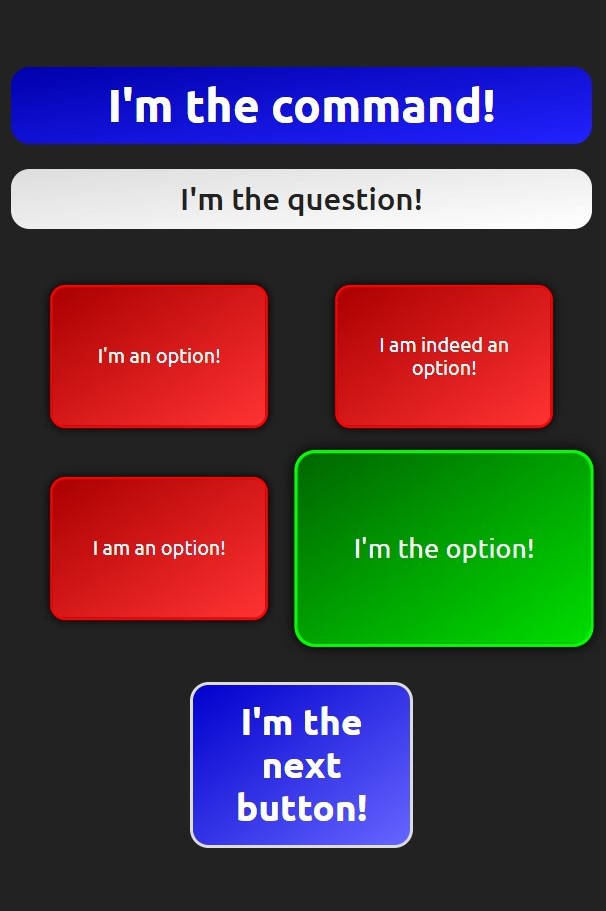 I'm the command!
I'm the question!
I'm an option!
I am indeed an
option!
I am an option!
I'm the option!
I'm the
next
button!